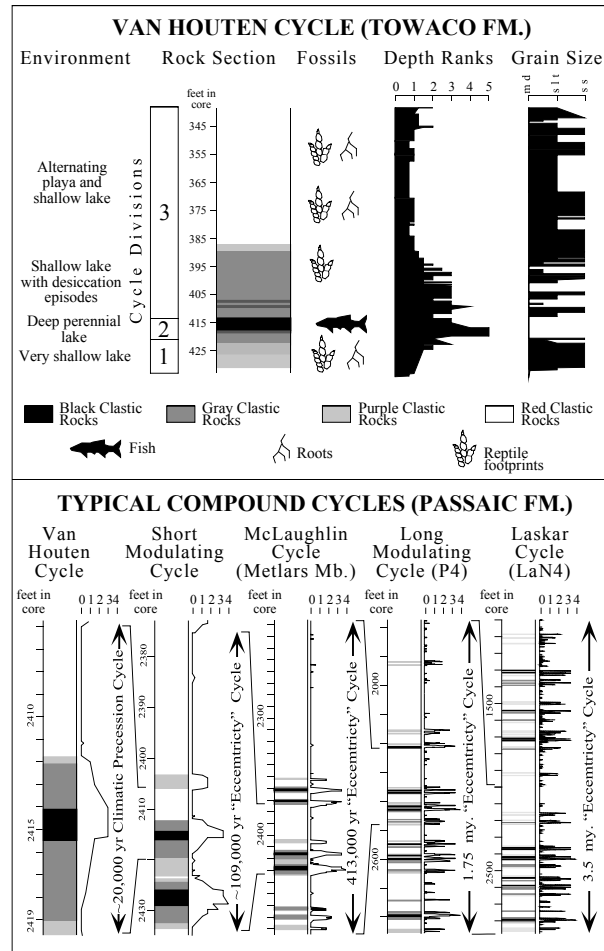 VAN HOUTEN CYCLE (TOWACO FM.)
Environment Rock Section Fossils Depth Ranks Grain Size
feet in
core
0 1 2 3 4 5
md slt ss
345
355
365
375
385
395
405
415
425
Cycle Divisions
3
2
1
Alternating
playa and
shallow lake
Shallow lake
with desiccation
episodes
Deep perennial
lake
Very shallow lake
Black Clastic
Rocks
Gray Clastic
Rocks
Purple Clastic
Rocks
Red Clastic
Rocks
Fish
Roots
Reptile
footprints
TYPICAL COMPOUND CYCLES (PASSAIC FM.)
Van
Houten
Cycle
feet in
core
0 1 2 3 4
2410
2415
2419
~20,000 yr Climatic Precession Cycle
Short
Modulating
Cycle
feet in
core
0 1 2 3 4
2380
2390
2400
2410
2430
~109,000 yr "Eccemtricty" Cycle
McLaughlin
Cycle
(Metlars Mb.)
feet in
core
0 1 2 3 4
2300
2400
413,000 yr "Eccemtricty" Cycle
Long
Modulating
Cycle (P4)
feet in
core
0 1 2 3 4
2000
2600
1.75 my. "Eccemtricty" Cycle
Laskar
Cycle
(LaN4)
feet in
core
0 1 2 3 4
1500
2500
3.5 my. "Eccemtricty" Cycle